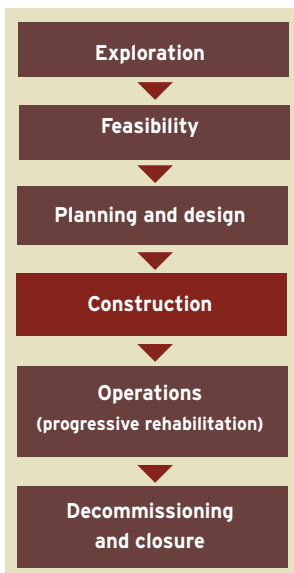 Exploration
Feasibility
Planning and design
Construction
Operations
(progressive rehabilitation)
Decommissioning
and closure